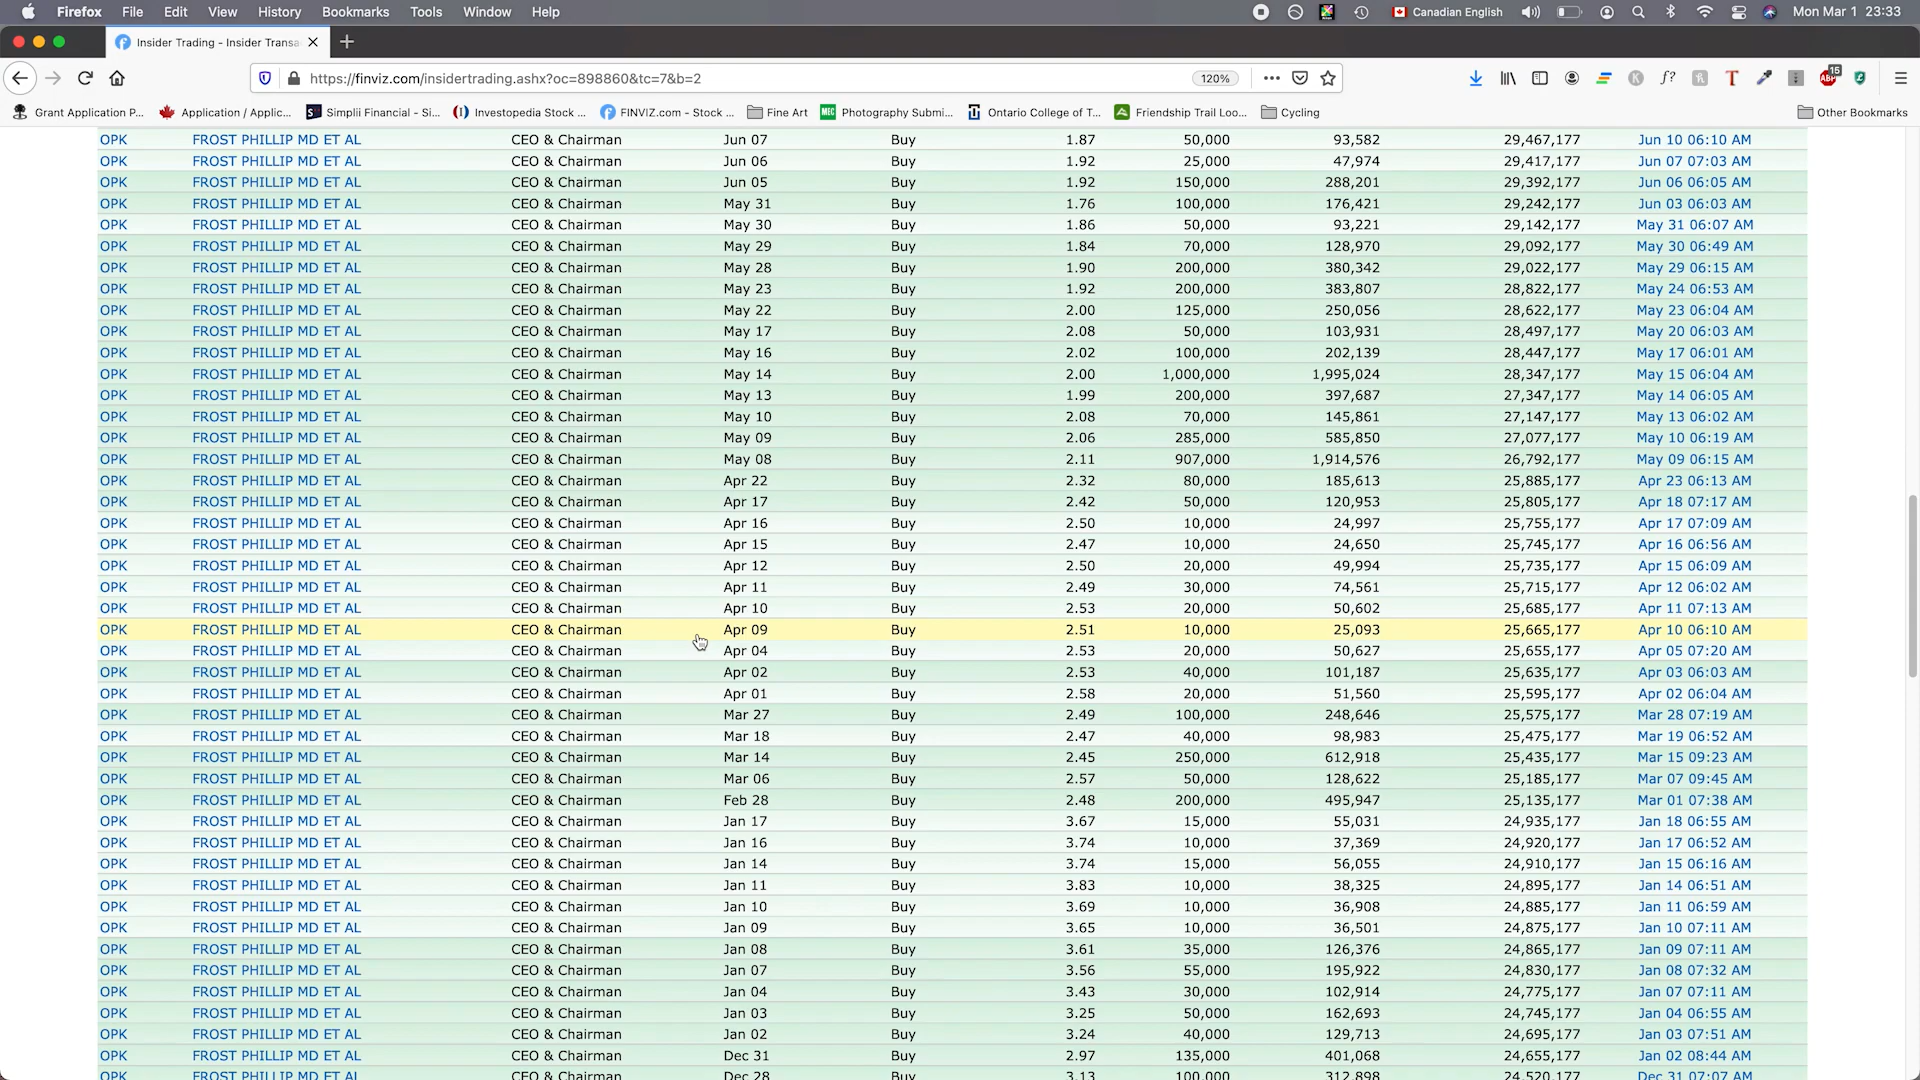 Firefox File Edit View History Bookmarks Tools Window Help Canadian English Mon Mar 1 23:33
Insider Trading - Insider Transa
https://finviz.com/insidertrading.ashx?oc=898860&tc=7&b=2 120%
Grant Application P... Application / Applic... Simplii Financial - Si... Investopedia Stock ... FINVIZ.com - Stock ... Fine Art MEC Photography Submi... Ontario College of T... Friendship Trail Loo... Cycling Other Bookmarks
OPK FROST PHILLIP MD ET AL CEO & Chairman Jun 07 Buy 1.87 50,000 93,582 29,467,177 Jun 10 06:10 AM
OPK FROST PHILLIP MD ET AL CEO & Chairman Jun 06 Buy 1.92 25,000 47,974 29,417,177 Jun 07 07:03 AM
OPK FROST PHILLIP MD ET AL CEO & Chairman Jun 05 Buy 1.92 150,000 288,201 29,392,177 Jun 06 06:05 AM
OPK FROST PHILLIP MD ET AL CEO & Chairman May 31 Buy 1.76 100,000 176,421 29,242,177 Jun 03 06:03 AM
OPK FROST PHILLIP MD ET AL CEO & Chairman May 30 Buy 1.86 50,000 93,221 29,142,177 May 31 06:07 AM
OPK FROST PHILLIP MD ET AL CEO & Chairman May 29 Buy 1.84 70,000 128,970 29,092,177 May 30 06:49 AM
OPK FROST PHILLIP MD ET AL CEO & Chairman May 28 Buy 1.90 200,000 380,342 29,022,177 May 29 06:15 AM
OPK FROST PHILLIP MD ET AL CEO & Chairman May 23 Buy 1.92 200,000 383,807 28,822,177 May 24 06:53 AM
OPK FROST PHILLIP MD ET AL CEO & Chairman May 22 Buy 2.00 125,000 250,056 28,622,177 May 23 06:04 AM
OPK FROST PHILLIP MD ET AL CEO & Chairman May 17 Buy 2.08 50,000 103,931 28,497,177 May 20 06:03 AM
OPK FROST PHILLIP MD ET AL CEO & Chairman May 16 Buy 2.02 100,000 202,139 28,447,177 May 17 06:01 AM
OPK FROST PHILLIP MD ET AL CEO & Chairman May 14 Buy 2.00 1,000,000 1,995,024 28,347,177 May 15 06:04 AM
OPK FROST PHILLIP MD ET AL CEO & Chairman May 13 Buy 1.99 200,000 397,687 27,347,177 May 14 06:05 AM
OPK FROST PHILLIP MD ET AL CEO & Chairman May 10 Buy 2.08 70,000 145,861 27,147,177 May 13 06:02 AM
OPK FROST PHILLIP MD ET AL CEO & Chairman May 09 Buy 2.06 285,000 585,850 27,077,177 May 10 06:19 AM
OPK FROST PHILLIP MD ET AL CEO & Chairman May 08 Buy 2.11 907,000 1,914,576 26,792,177 May 09 06:15 AM
OPK FROST PHILLIP MD ET AL CEO & Chairman Apr 22 Buy 2.32 80,000 185,613 25,885,177 Apr 23 06:13 AM
OPK FROST PHILLIP MD ET AL CEO & Chairman Apr 17 Buy 2.42 50,000 120,953 25,805,177 Apr 18 07:17 AM
OPK FROST PHILLIP MD ET AL CEO & Chairman Apr 16 Buy 2.50 10,000 24,997 25,755,177 Apr 17 07:09 AM
OPK FROST PHILLIP MD ET AL CEO & Chairman Apr 15 Buy 2.47 10,000 24,650 25,745,177 Apr 16 06:56 AM
OPK FROST PHILLIP MD ET AL CEO & Chairman Apr 12 Buy 2.50 20,000 49,994 25,735,177 Apr 15 06:09 AM
OPK FROST PHILLIP MD ET AL CEO & Chairman Apr 11 Buy 2.49 30,000 74,561 25,715,177 Apr 12 06:02 AM
OPK FROST PHILLIP MD ET AL CEO & Chairman Apr 10 Buy 2.53 20,000 50,602 25,685,177 Apr 11 07:13 AM
OPK FROST PHILLIP MD ET AL CEO & Chairman Apr 09 Buy 2.51 10,000 25,093 25,665,177 Apr 10 06:10 AM
OPK FROST PHILLIP MD ET AL CEO & Chairman Apr 04 Buy 2.53 20,000 50,627 25,655,177 Apr 05 07:20 AM
OPK FROST PHILLIP MD ET AL CEO & Chairman Apr 02 Buy 2.53 40,000 101,187 25,635,177 Apr 03 06:03 AM
OPK FROST PHILLIP MD ET AL CEO & Chairman Apr 01 Buy 2.58 20,000 51,560 25,595,177 Apr 02 06:04 AM
OPK FROST PHILLIP MD ET AL CEO & Chairman Mar 27 Buy 2.49 100,000 248,646 25,575,177 Mar 28 07:19 AM
OPK FROST PHILLIP MD ET AL CEO & Chairman Mar 18 Buy 2.47 40,000 98,983 25,475,177 Mar 19 06:52 AM
OPK FROST PHILLIP MD ET AL CEO & Chairman Mar 14 Buy 2.45 250,000 612,918 25,435,177 Mar 15 09:23 AM
OPK FROST PHILLIP MD ET AL CEO & Chairman Mar 06 Buy 2.57 50,000 128,622 25,185,177 Mar 07 09:45 AM
OPK FROST PHILLIP MD ET AL CEO & Chairman Feb 28 Buy 2.48 200,000 495,947 25,135,177 Mar 01 07:38 AM
OPK FROST PHILLIP MD ET AL CEO & Chairman Jan 17 Buy 3.67 15,000 55,031 24,935,177 Jan 18 06:55 AM
OPK FROST PHILLIP MD ET AL CEO & Chairman Jan 16 Buy 3.74 10,000 37,369 24,920,177 Jan 17 06:52 AM
OPK FROST PHILLIP MD ET AL CEO & Chairman Jan 14 Buy 3.74 15,000 56,055 24,910,177 Jan 15 06:16 AM
OPK FROST PHILLIP MD ET AL CEO & Chairman Jan 11 Buy 3.83 10,000 38,325 24,895,177 Jan 14 06:51 AM
OPK FROST PHILLIP MD ET AL CEO & Chairman Jan 10 Buy 3.69 10,000 36,908 24,885,177 Jan 11 06:59 AM
OPK FROST PHILLIP MD ET AL CEO & Chairman Jan 09 Buy 3.65 10,000 36,501 24,875,177 Jan 10 07:11 AM
OPK FROST PHILLIP MD ET AL CEO & Chairman Jan 08 Buy 3.61 35,000 126,376 24,865,177 Jan 09 07:11 AM
OPK FROST PHILLIP MD ET AL CEO & Chairman Jan 07 Buy 3.56 55,000 195,922 24,830,177 Jan 08 07:32 AM
OPK FROST PHILLIP MD ET AL CEO & Chairman Jan 04 Buy 3.43 30,000 102,914 24,775,177 Jan 07 07:11 AM
OPK FROST PHILLIP MD ET AL CEO & Chairman Jan 03 Buy 3.25 50,000 162,693 24,745,177 Jan 04 06:55 AM
OPK FROST PHILLIP MD ET AL CEO & Chairman Jan 02 Buy 3.24 40,000 129,713 24,695,177 Jan 03 07:51 AM
OPK FROST PHILLIP MD ET AL CEO & Chairman Dec 31 Buy 2.97 135,000 401,068 24,655,177 Jan 02 08:44 AM
OPK FROST PHILLIP MD ET AL CEO & Chairman Dec 28 Buy 3.13 100,000 312,898 24,520,177 Dec 31 07:07 AM